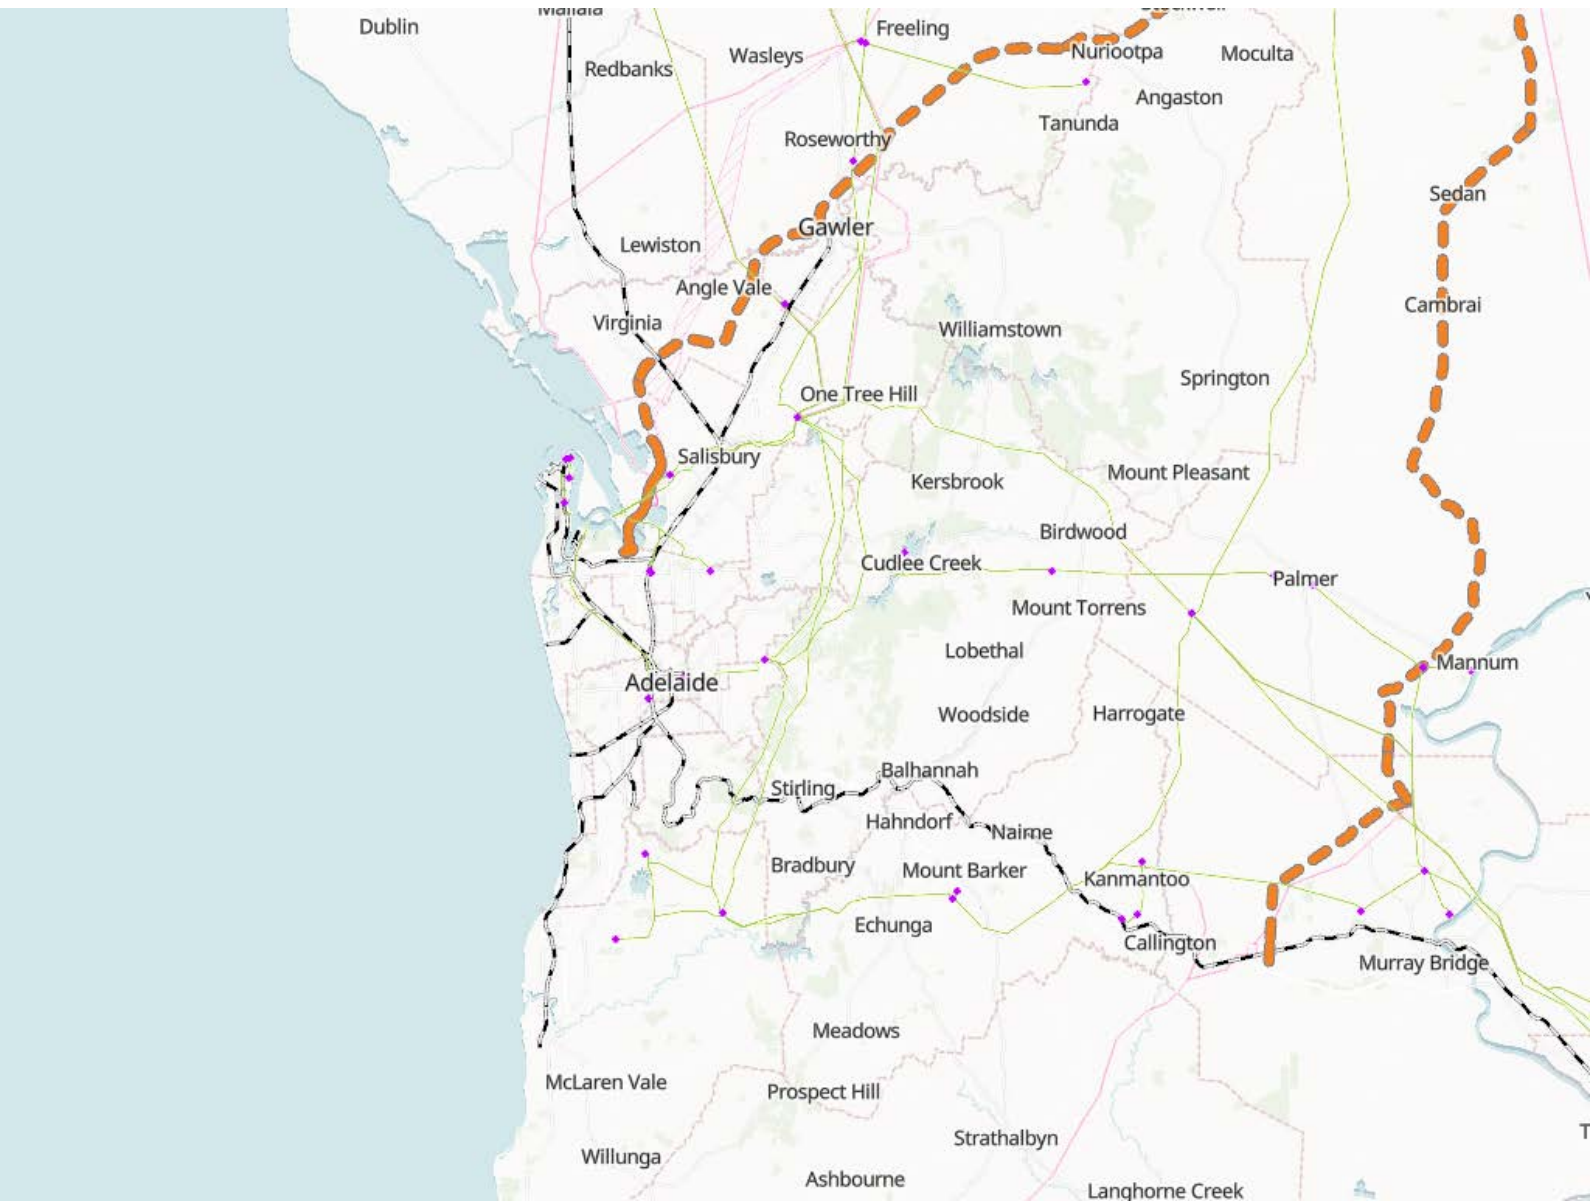 Mallala
Dublin
Freeling
Redbanks
Wasleys
Nuriootpa
Moculta
Angaston
Tanunda
Roseworthy
Sedan
Gawler
Lewiston
Angle Vale
Cambrai
Virginia
Williamstown
Springton
One Tree Hill
Salisbury
Kersbrook
Mount Pleasant
Birdwood
Cudlee Creek
Palmer
Mount Torrens
Lobethal
Mannum
Adelaide
Woodside
Harrogate
Balhannah
Stirling
Hahndorf
Nairne
Bradbury
Mount Barker
Kanmantoo
Echunga
Callington
Murray Bridge
Meadows
McLaren Vale
Prospect Hill
Strathalbyn
Willunga
Ashbourne
Langhorne Creek